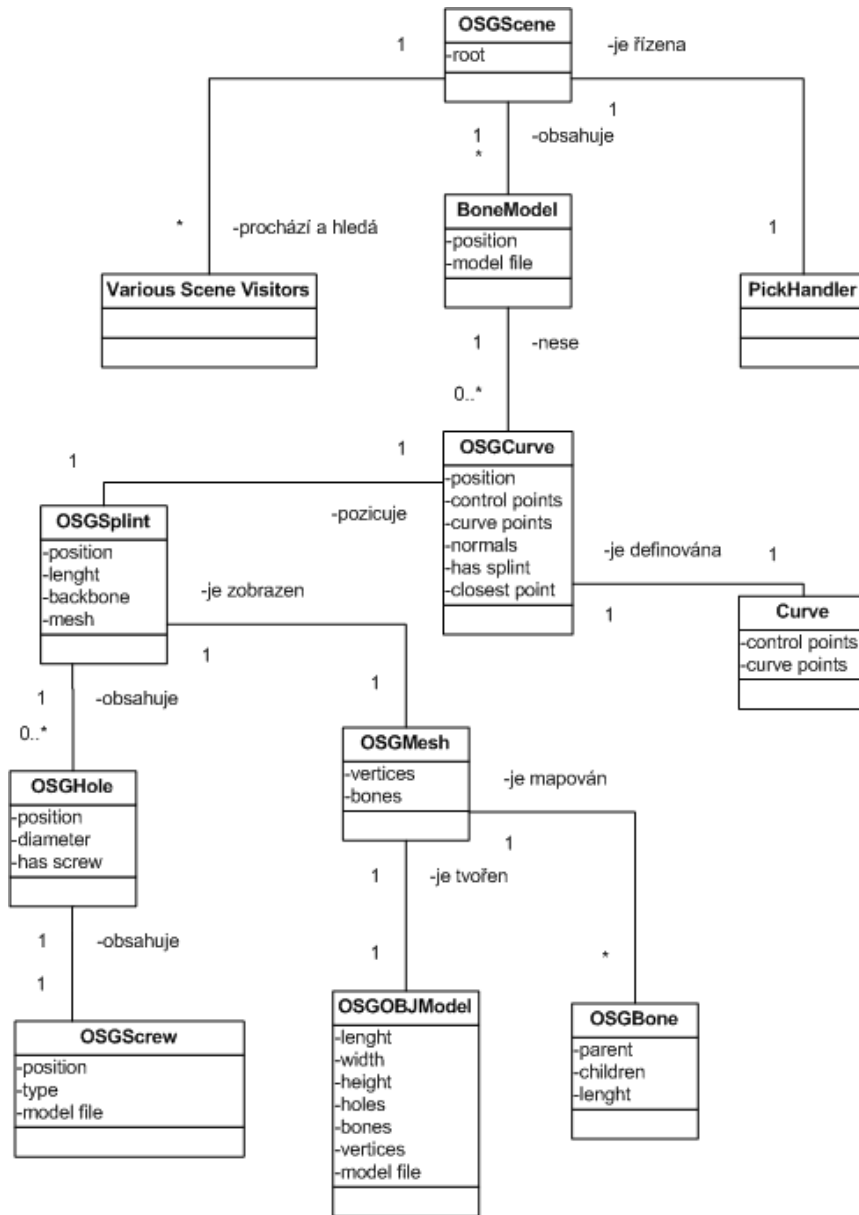 OSGScene
-root
1
-je řízena
1
1
-obsahuje
*
*
-prochází a hledá
BoneModel
-position
-model file
1
Various Scene Visitors
PickHandler
1
-nese
0..*
1
1
OSGCurve
-position
-control points
-curve points
-normals
-has splint
-closest point
-pozicuje
OSGSplint
-position
-lenght
-backbone
-mesh
-je definována
1
1
Curve
-control points
-curve points
-je zobrazen
1
1
1
-obsahuje
0..*
OSGMesh
-vertices
-bones
OSGHole
-position
-diameter
-has screw
-je mapován
1
1
-je tvořen
1
1
-obsahuje
1
*
OSGScrew
-position
-type
-model file
OSGOBJModel
-lenght
-width
-height
-holes
-bones
-vertices
-model file
OSGBone
-parent
-children
-lenght